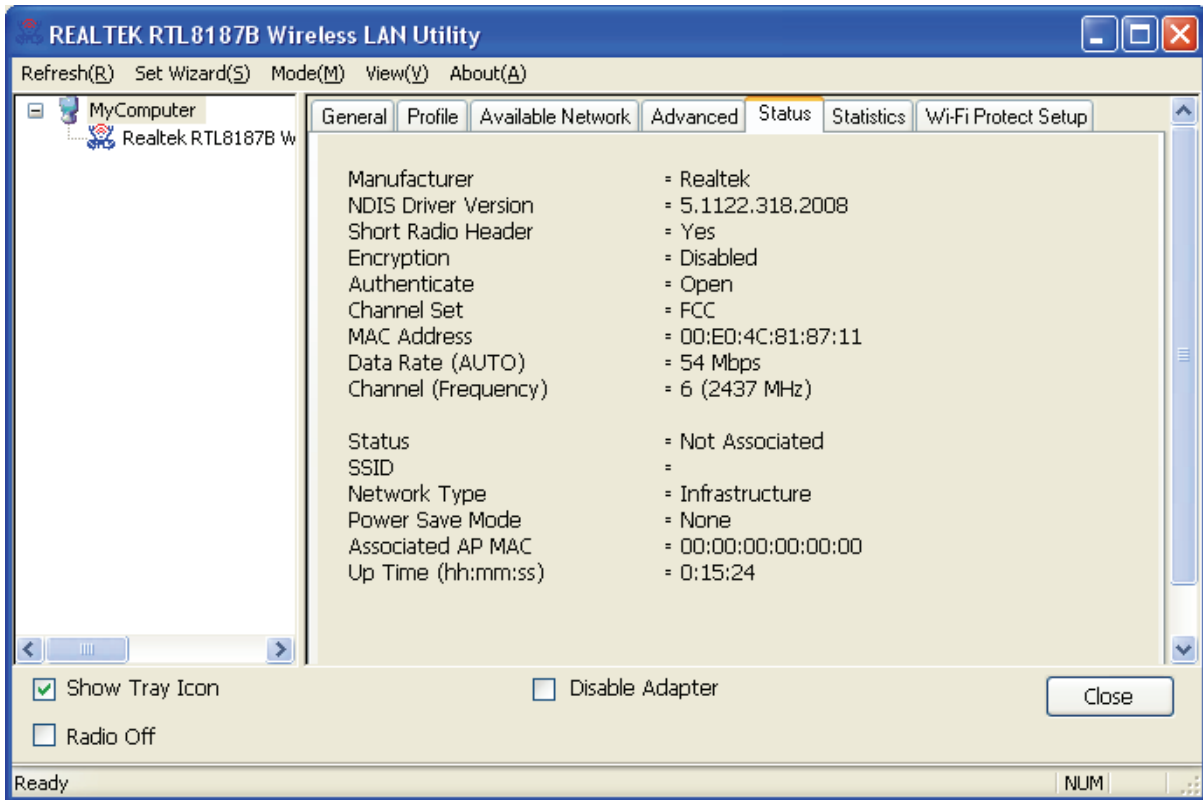 REALTEK RTL8187B Wireless LAN Utility
Refresh(R) Set Wizard(S) Mode(M) View(V) About(A)
MyComputer
Realtek RTL8187B W
General Profile Available Network Advanced Status Statistics Wi-Fi Protect Setup
Manufacturer = Realtek
NDIS Driver Version = 5.1122.318.2008
Short Radio Header = Yes
Encryption = Disabled
Authenticate = Open
Channel Set = FCC
MAC Address = 00:E0:4C:81:87:11
Data Rate (AUTO) = 54 Mbps
Channel (Frequency) = 6 (2437 MHz)
Status = Not Associated
SSID =
Network Type = Infrastructure
Power Save Mode = None
Associated AP MAC = 00:00:00:00:00:00
Up Time (hh:mm:ss) = 0:15:24
Show Tray Icon Disable Adapter Close
Radio Off
Ready NUM